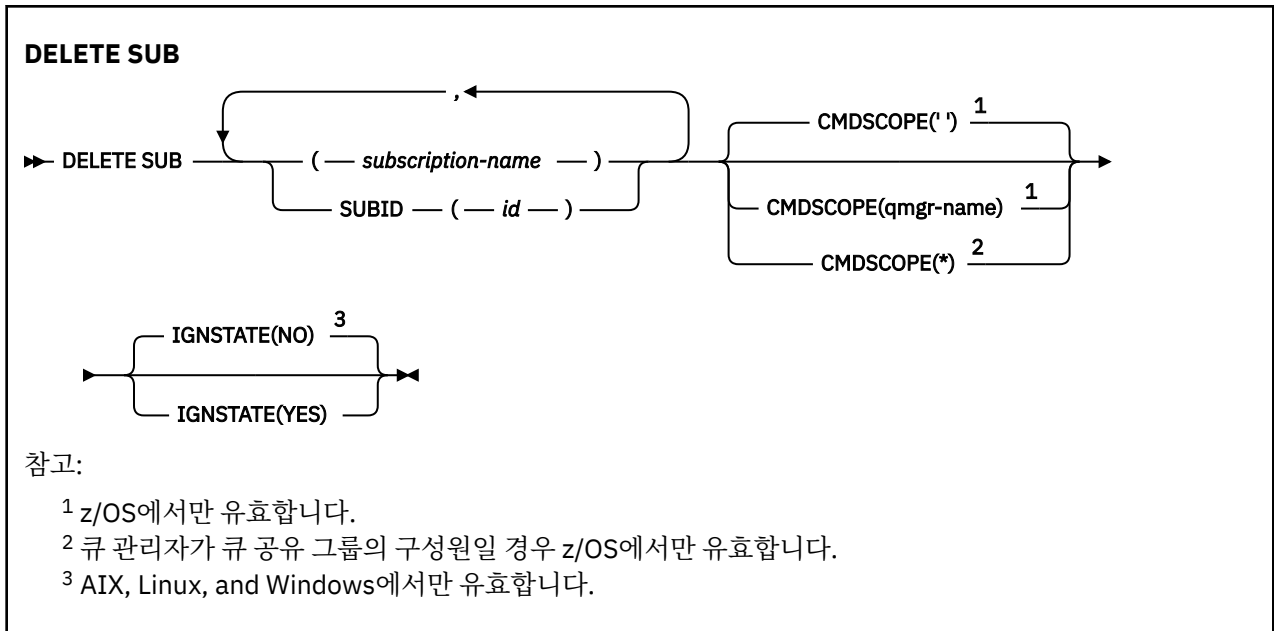 DELETE SUB
,
DELETE SUB ( subscription-name ) CMDSCOPE(' ') 1
SUBID ( id ) CMDSCOPE(qmgr-name) 1
CMDSCOPE(*) 2
IGNSTATE(NO) 3
IGNSTATE(YES)
참고:
1 z/OS에서만 유효합니다.
2 큐 관리자가 큐 공유 그룹의 구성원일 경우 z/OS에서만 유효합니다.
3 AIX, Linux, and Windows에서만 유효합니다.